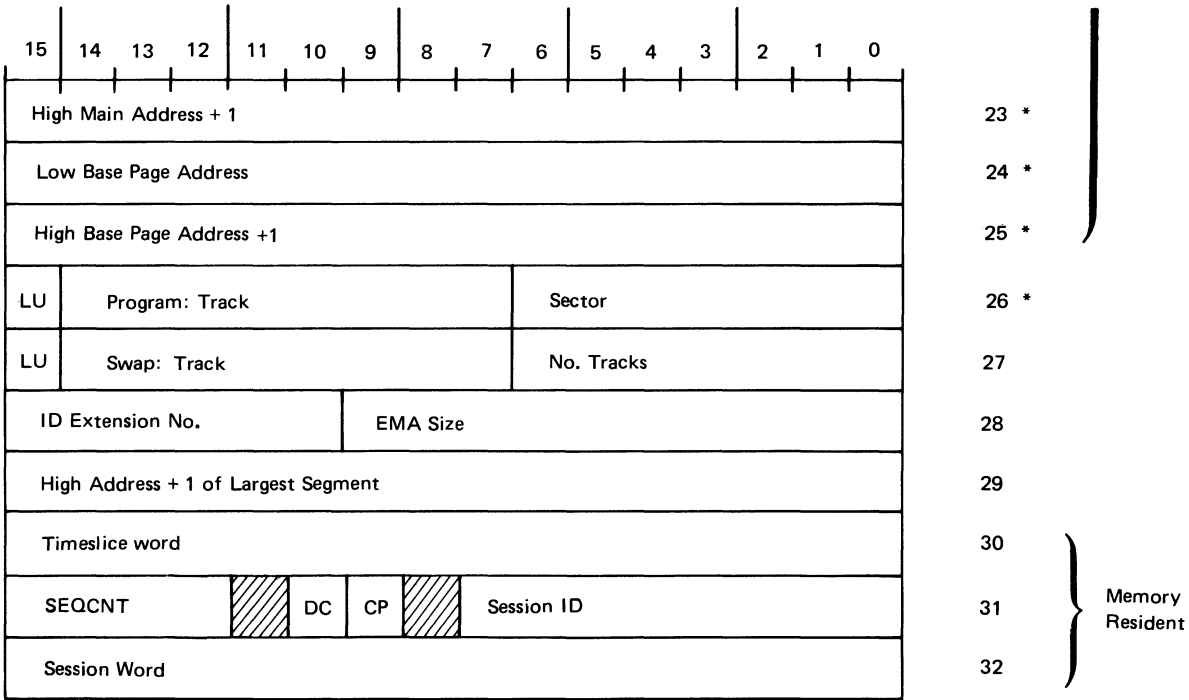 15 14 13 12 11 10 9 8 7 6 5 4 3 2 1 0
High Main Address + 1 23 *
Low Base Page Address 24 *
High Base Page Address +1 25 *
LU Program: Track Sector 26 *
LU Swap: Track No. Tracks 27
ID Extension No. EMA Size 28
High Address + 1 of Largest Segment 29
Timeslice word 30
SEQCNT DC CP Session ID 31
Memory
Resident
Session Word 32